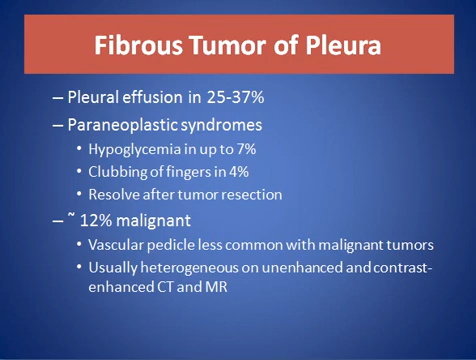 Fibrous Tumor of Pleura
– Pleural effusion in 25-37%
– Paraneoplastic syndromes
• Hypoglycemia in up to 7%
• Clubbing of fingers in 4%
• Resolve after tumor resection
– ~ 12% malignant
• Vascular pedicle less common with malignant tumors
• Usually heterogeneous on unenhanced and contrast-
enhanced CT and MR